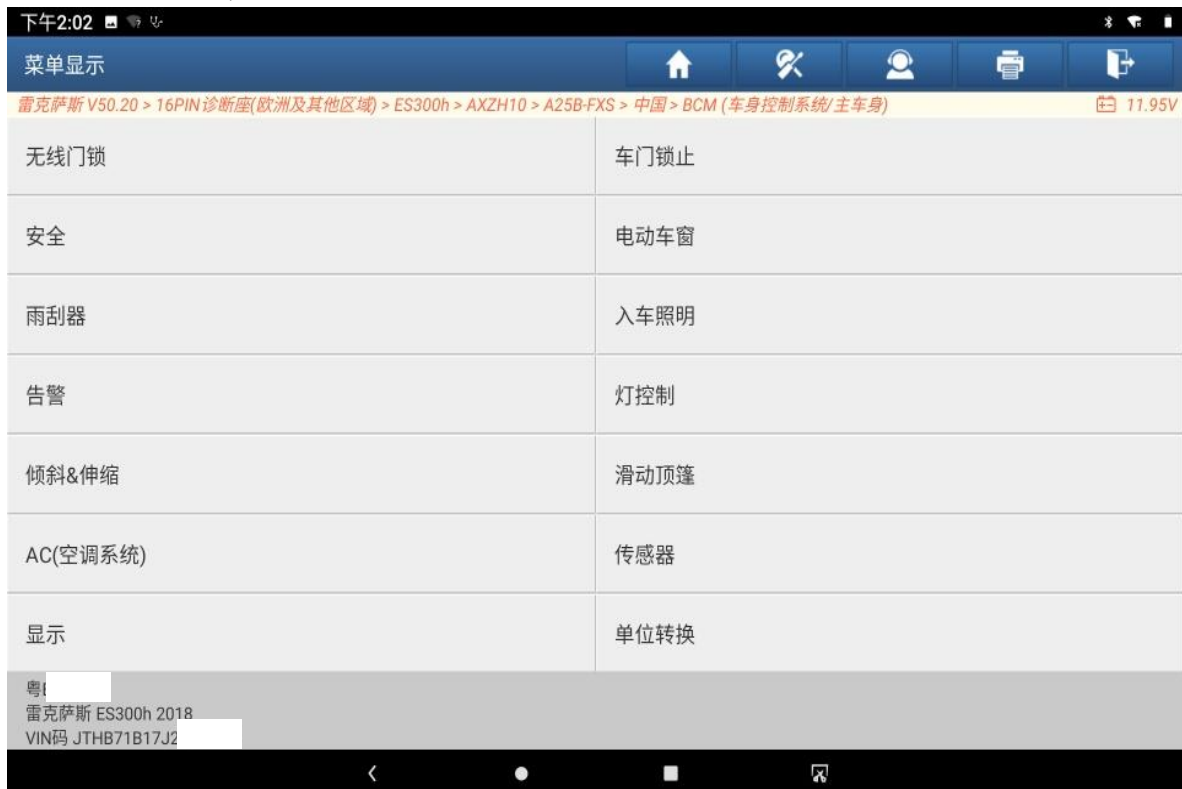 下午2:02
菜单显示
雷克萨斯 V50.20 > 16PIN诊断座(欧洲及其他区域) > ES300h > AXZH10 > A25B-FXS > 中国 > BCM (车身控制系统/主车身) 11.95V
无线门锁 车门锁止
安全 电动车窗
雨刮器 入车照明
告警 灯控制
倾斜&伸缩 滑动顶篷
AC(空调系统) 传感器
显示 单位转换
粤
雷克萨斯 ES300h 2018
VIN码 JTHB71B17J2